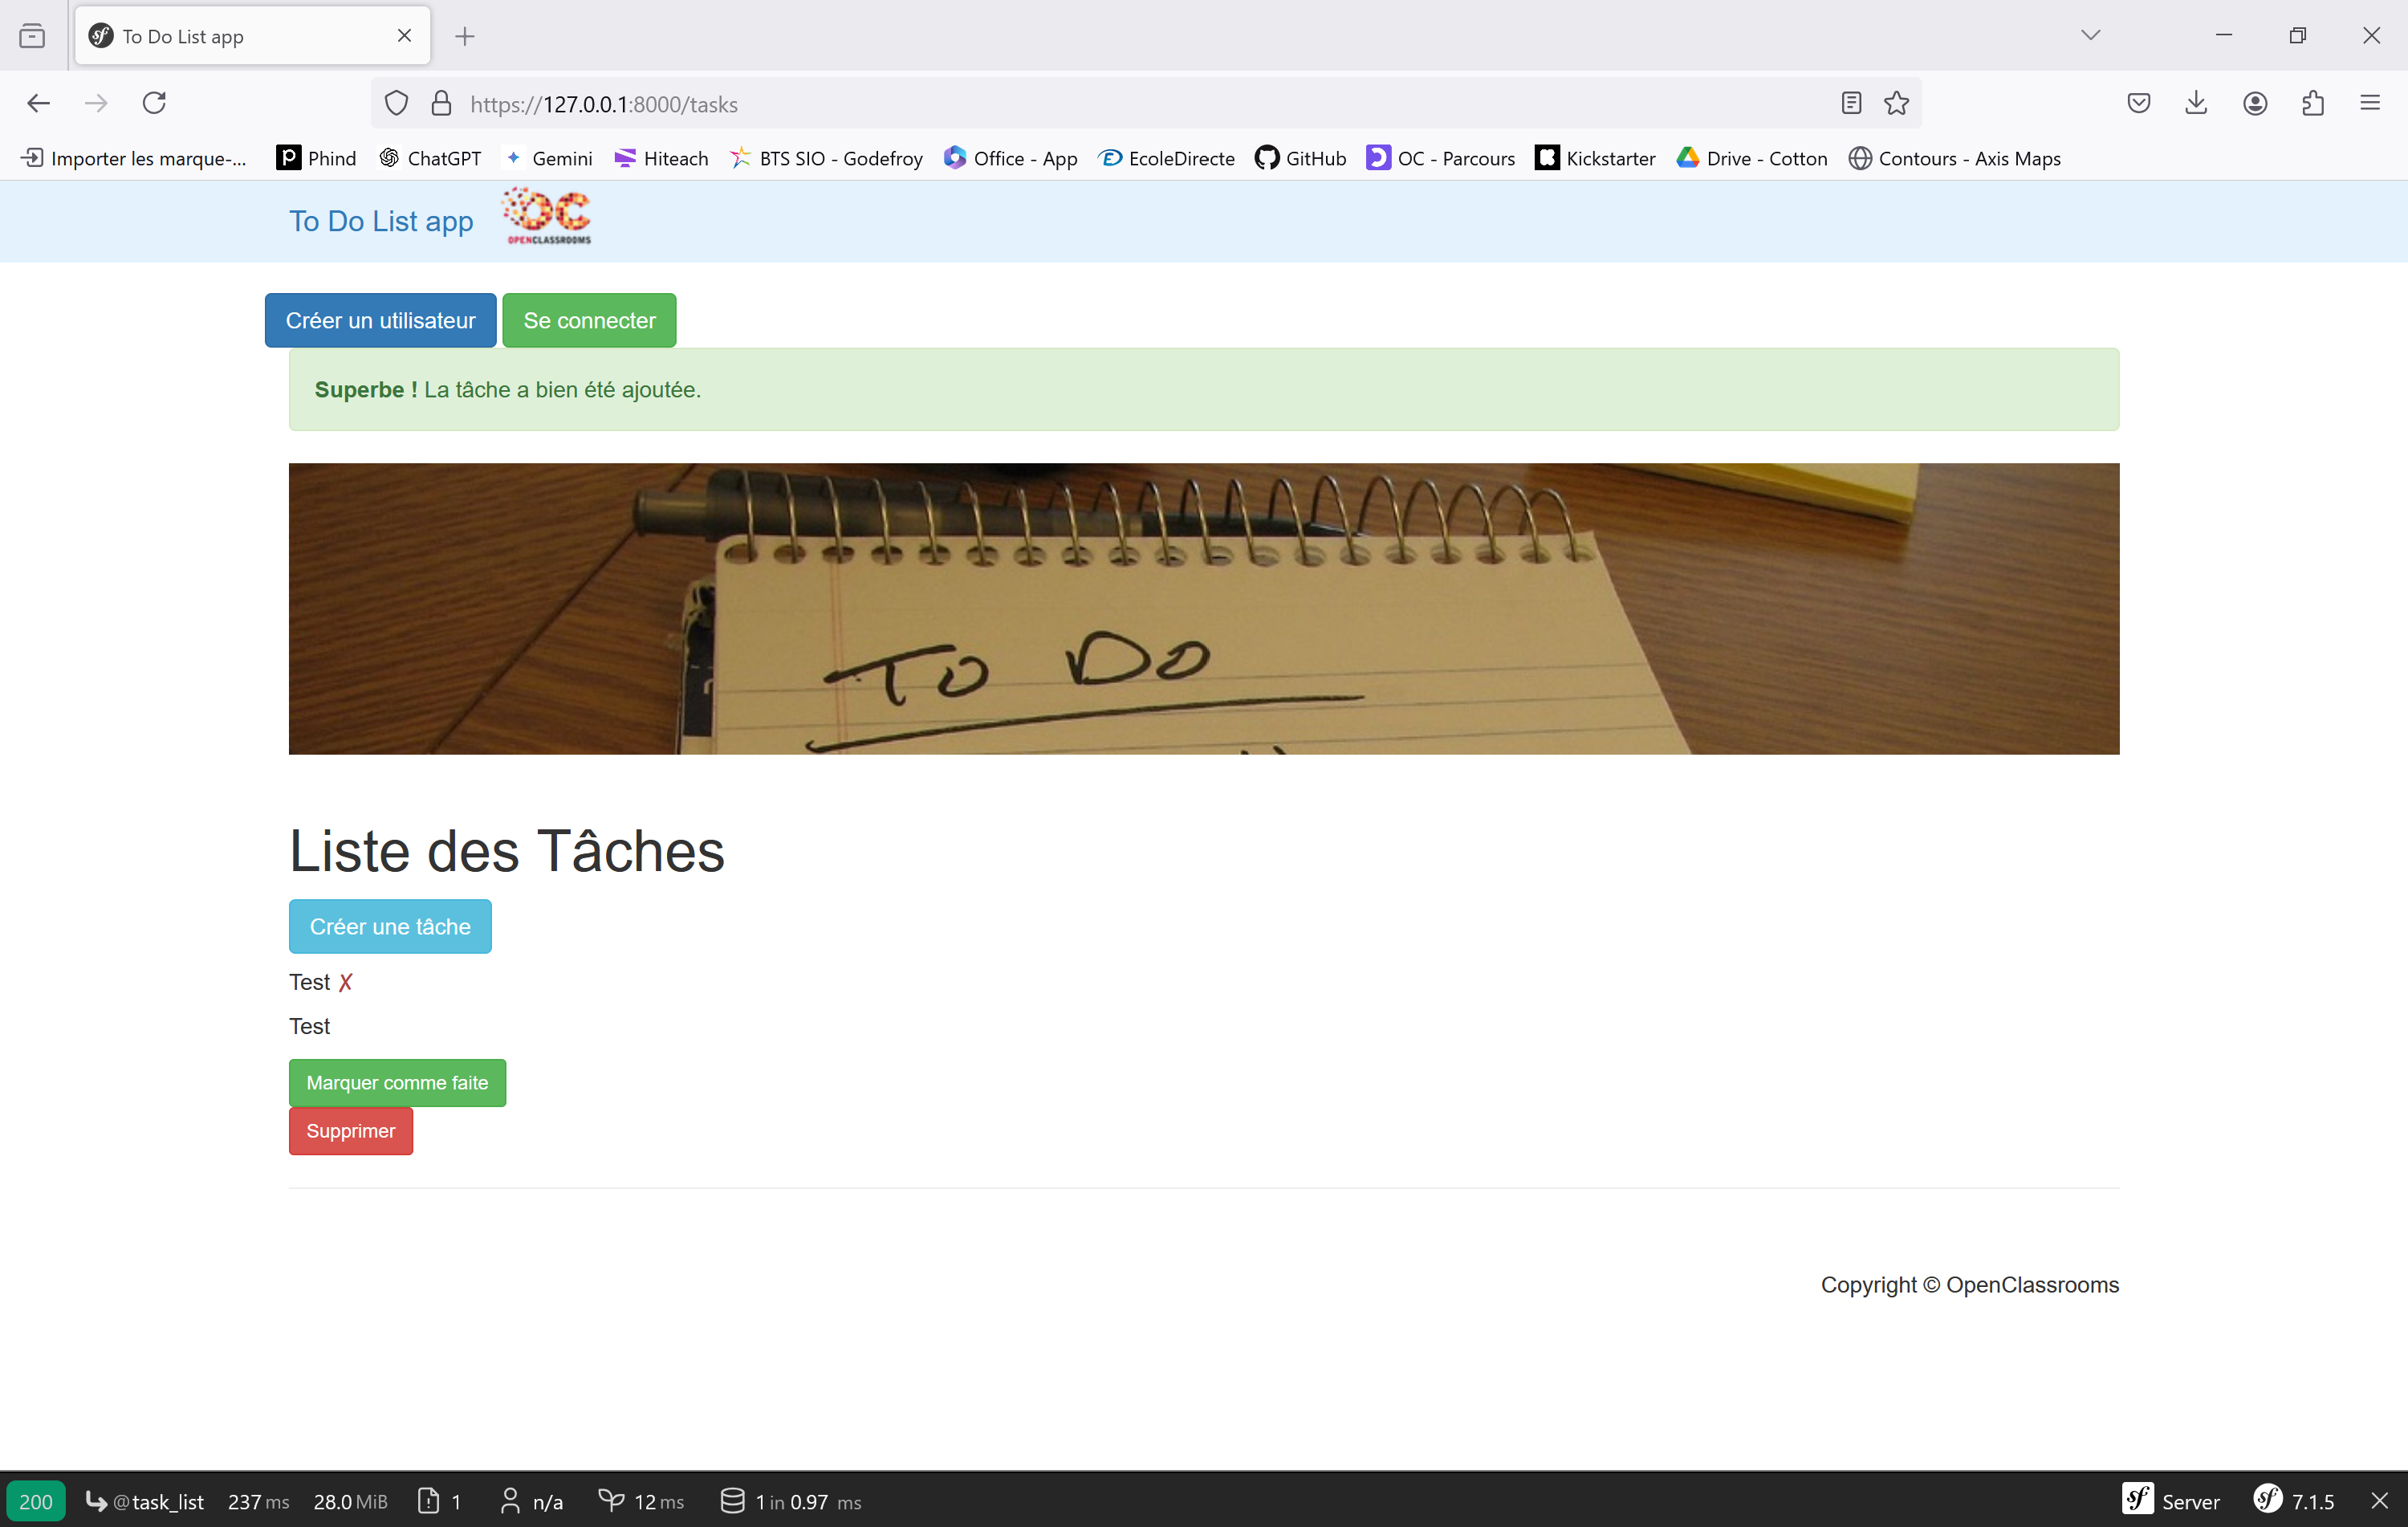 To Do List app
https://127.0.0.1:8000/tasks
Importer les marque-... Phind ChatGPT Gemini Hiteach BTS SIO - Godefroy Office - App EcoleDirecte GitHub OC - Parcours Kickstarter Drive - Cotton Contours - Axis Maps
To Do List app OC OPENCLASSROOMS
Créer un utilisateur Se connecter
Superbe ! La tâche a bien été ajoutée.
To Do
Liste des Tâches
Créer une tâche
Test ✗
Test
Marquer comme faite
Supprimer
Copyright © OpenClassrooms
200 @task_list 237 ms 28.0 MiB 1 n/a 12 ms 1 in 0.97 ms sf Server sf 7.1.5